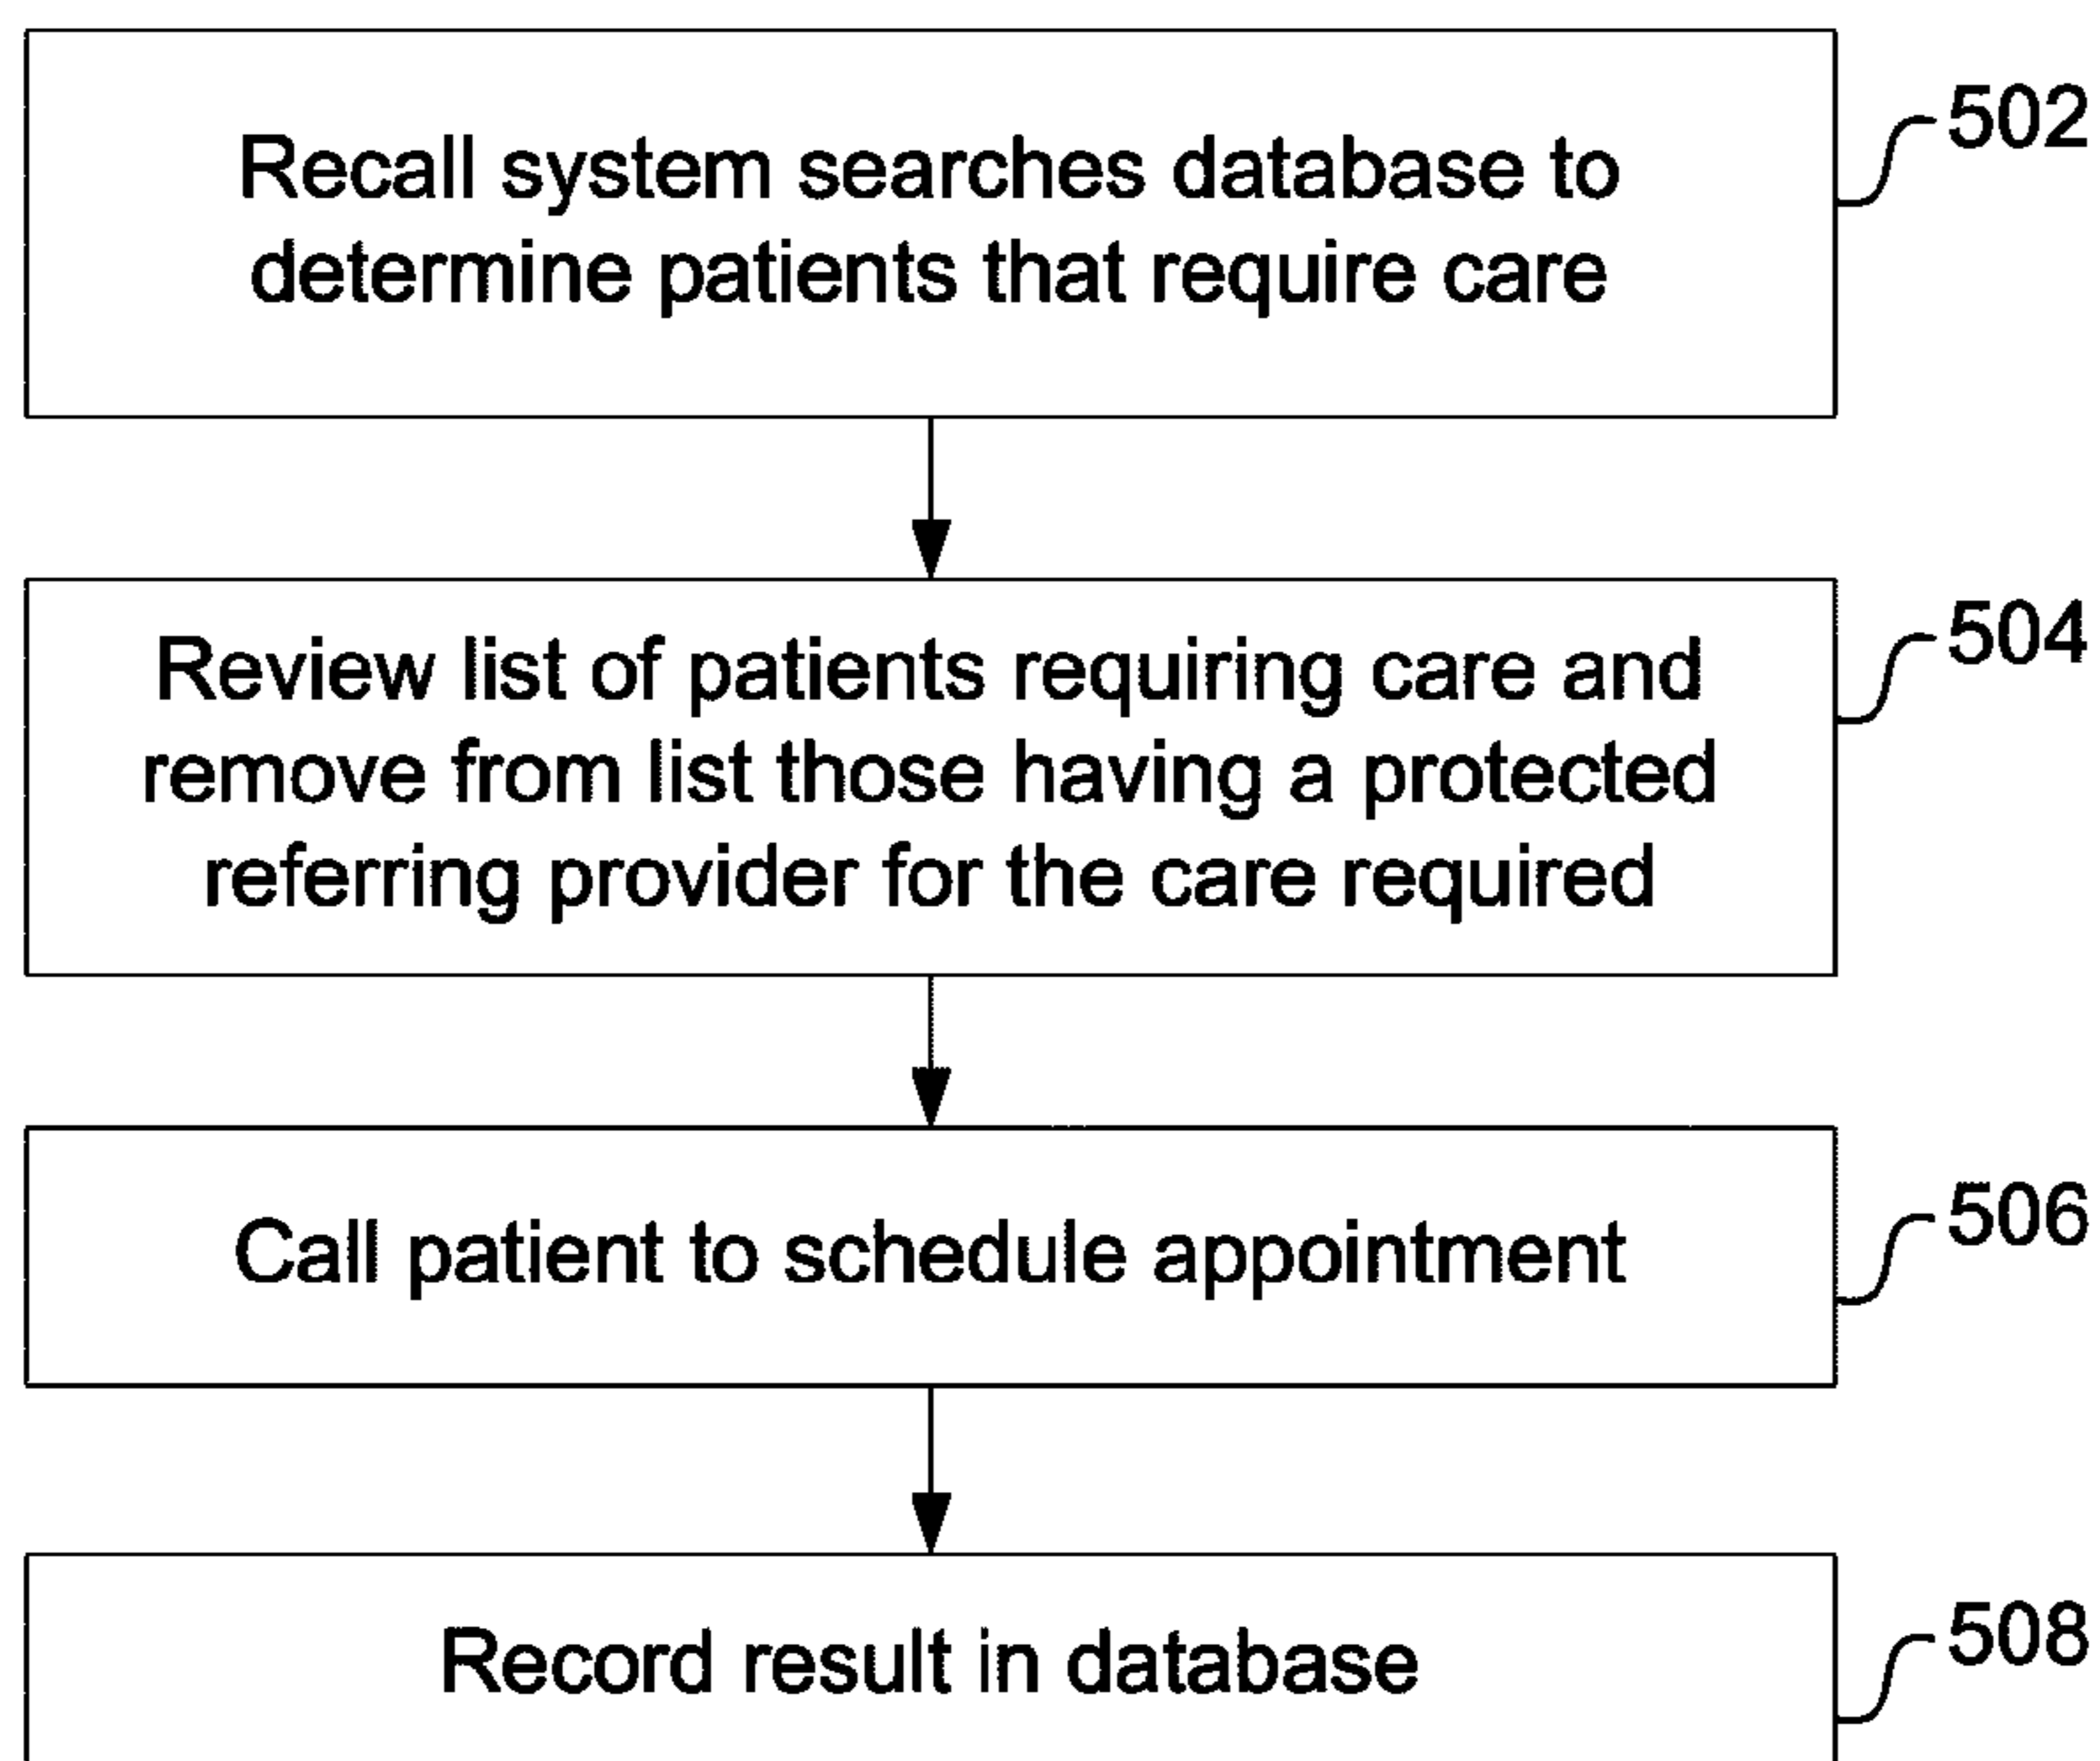 Recall system searches database to
determine patients that require care
502
Review list of patients requiring care and
remove from list those having a protected
referring provider for the care required
504
Call patient to schedule appointment
506
Record result in database
508